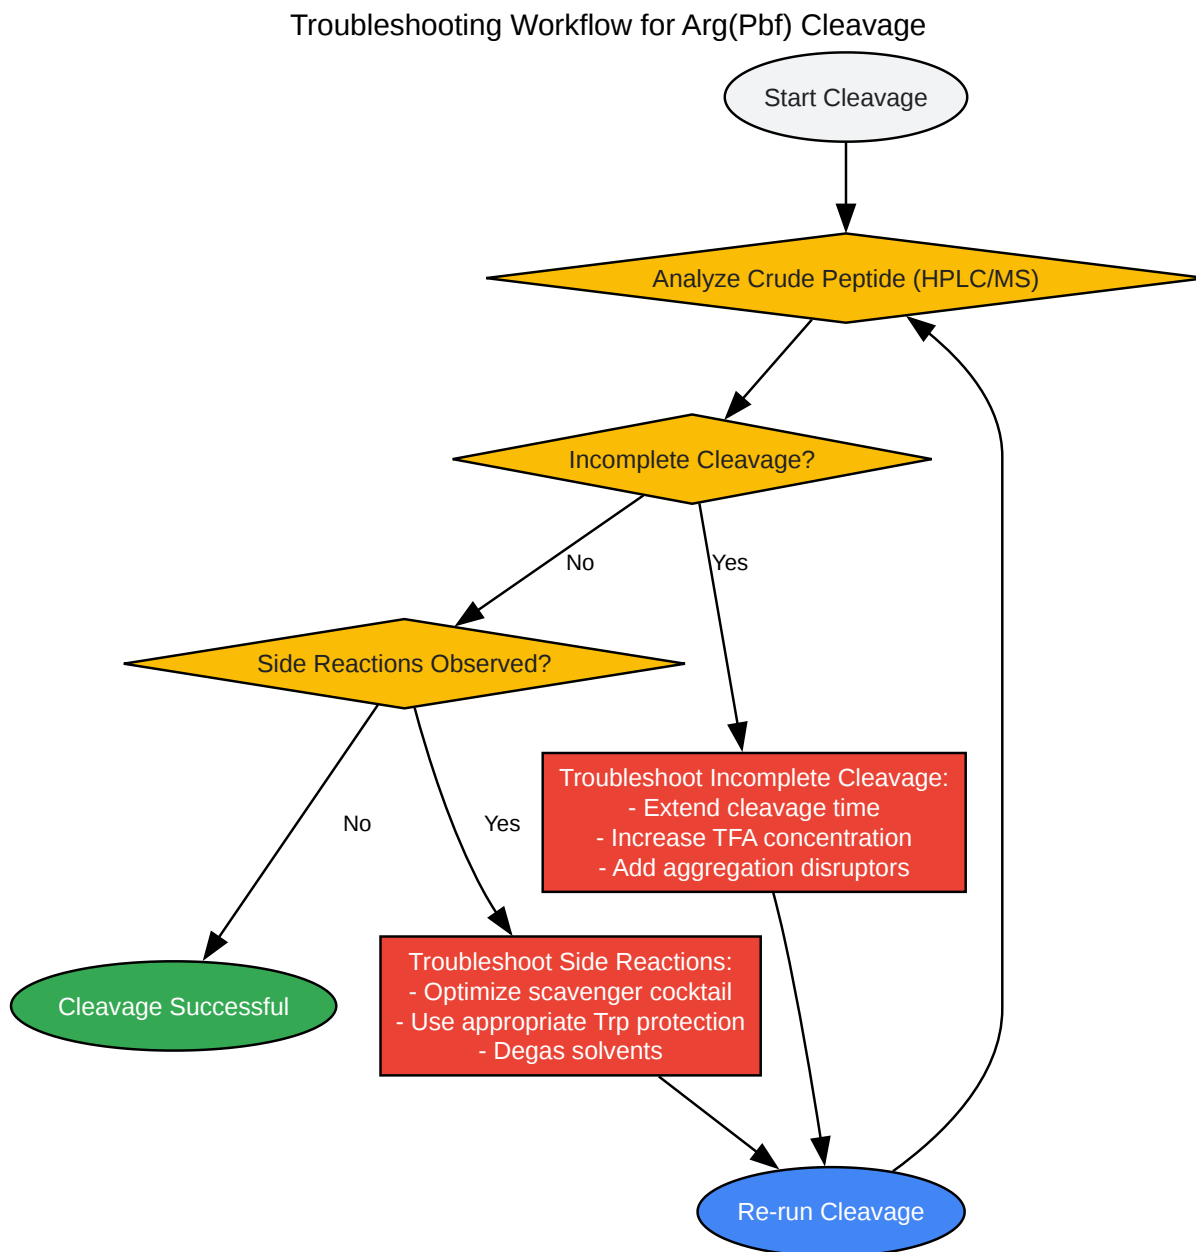 Troubleshooting Workflow for Arg(Pbf) Cleavage
Start Cleavage
Analyze Crude Peptide (HPLC/MS)
Incomplete Cleavage?
No
Yes
Side Reactions Observed?
Troubleshoot Incomplete Cleavage:
- Extend cleavage time
- Increase TFA concentration
- Add aggregation disruptors
No
Yes
Troubleshoot Side Reactions:
- Optimize scavenger cocktail
- Use appropriate Trp protection
- Degas solvents
Cleavage Successful
Re-run Cleavage